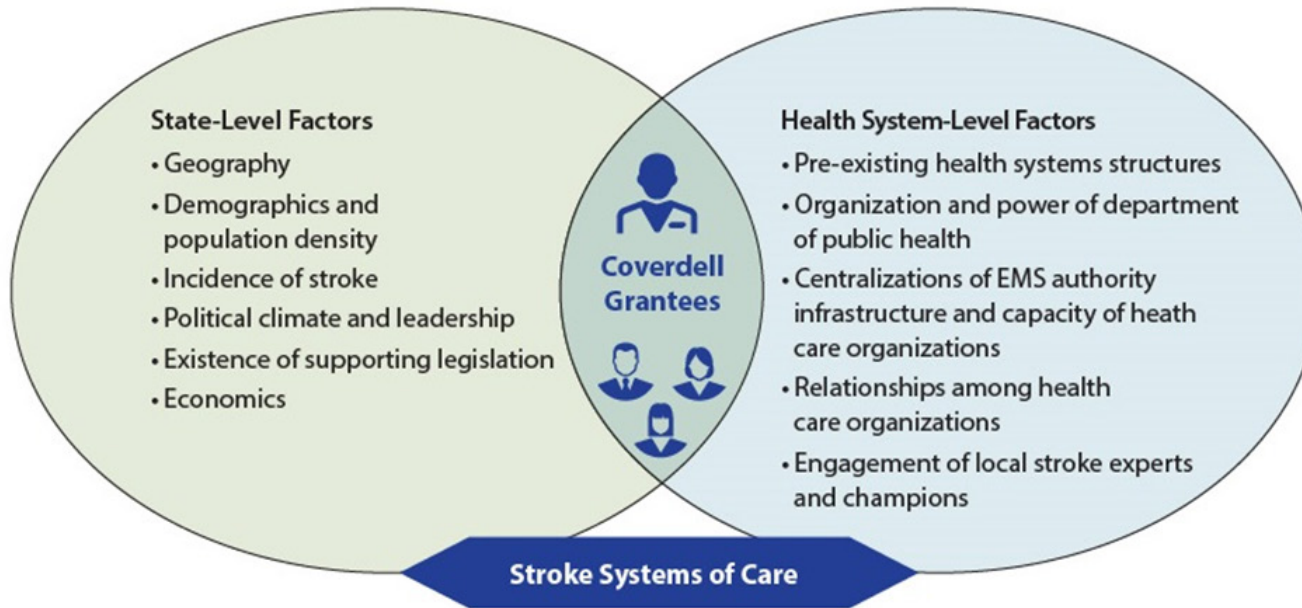 State-Level Factors
• Geography
• Demographics and
population density
• Incidence of stroke
• Political climate and leadership
• Existence of supporting legislation
• Economics
Coverdell
Grantees
Health System-Level Factors
• Pre-existing health systems structures
• Organization and power of department
of public health
• Centralizations of EMS authority
infrastructure and capacity of heath
care organizations
• Relationships among health
care organizations
• Engagement of local stroke experts
and champions
Stroke Systems of Care